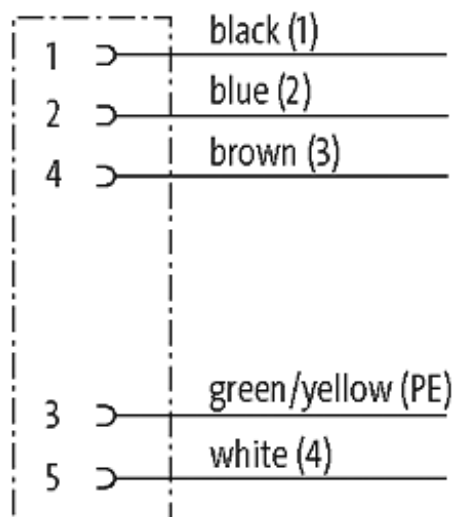 1 black (1)
2 blue (2)
4 brown (3)
3 green/yellow (PE)
5 white (4)